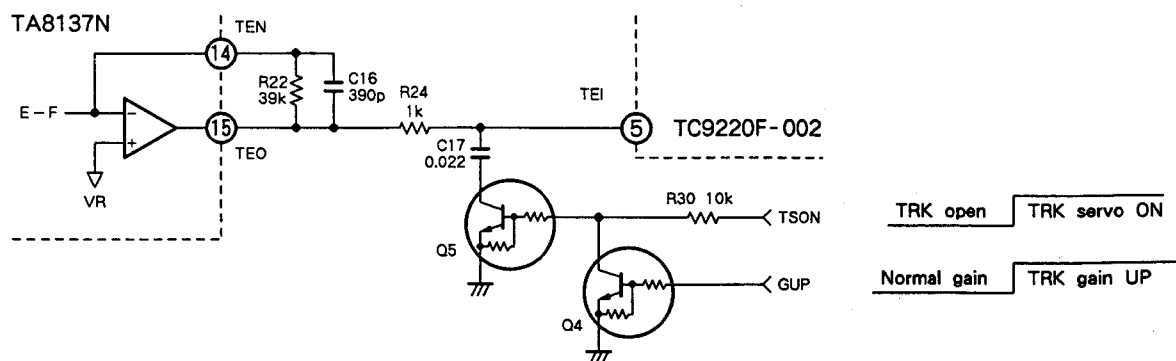 TA8137N
TEN
14
R22
39k
C16
390p
R24
1k
TEI
E-F
-
+
15
TEO
5
TC9220F-002
C17
0.022
VR
R30 10k
TSON
TRK open
TRK servo ON
Q5
GUP
Normal gain
TRK gain UP
Q4